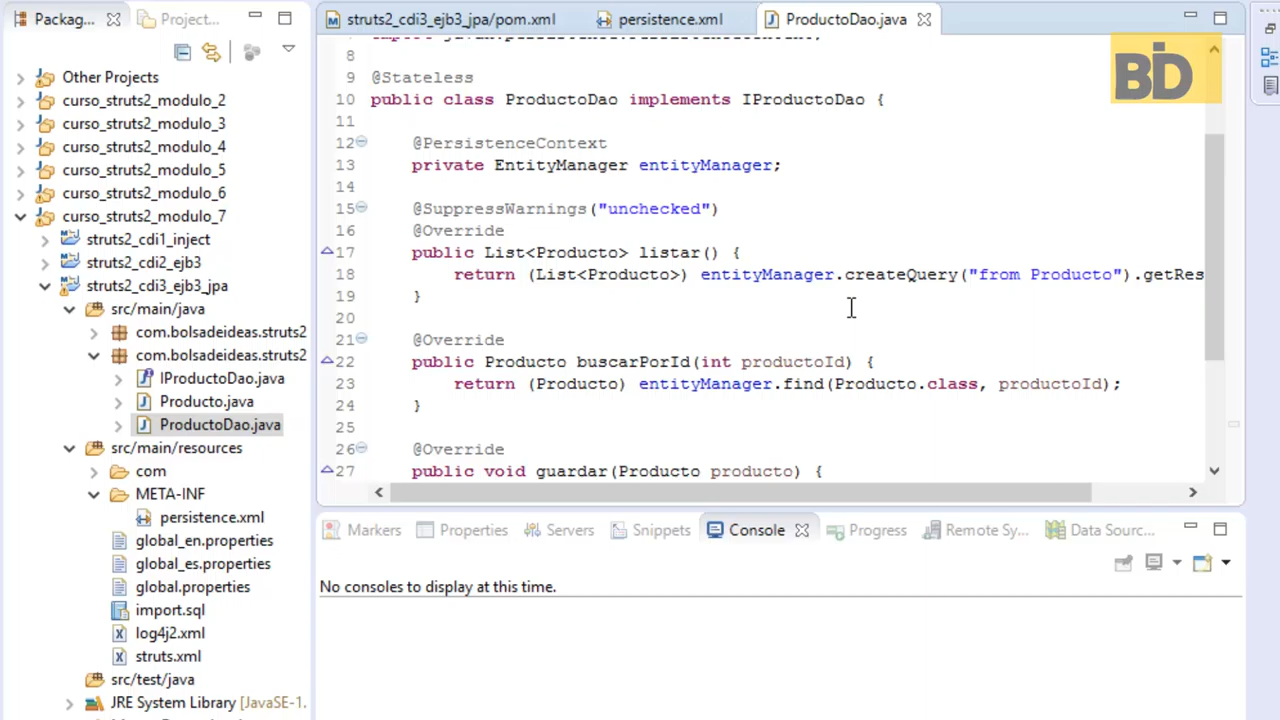 Packag...
Project...
Other Projects
curso_struts2_modulo_2
curso_struts2_modulo_3
curso_struts2_modulo_4
curso_struts2_modulo_5
curso_struts2_modulo_6
curso_struts2_modulo_7
struts2_cdi1_inject
struts2_cdi2_ejb3
struts2_cdi3_ejb3_jpa
src/main/java
com.bolsadeideas.struts2
com.bolsadeideas.struts2
IProductoDao.java
Producto.java
ProductoDao.java
src/main/resources
com
META-INF
persistence.xml
global_en.properties
global_es.properties
global.properties
import.sql
log4j2.xml
struts.xml
src/test/java
JRE System Library [JavaSE-1.
struts2_cdi3_ejb3_jpa/pom.xml
persistence.xml
ProductoDao.java
BID
8
9 @Stateless
10 public class ProductoDao implements IProductoDao {
11
12 @PersistenceContext
13 private EntityManager entityManager;
14
15 @SuppressWarnings("unchecked")
16 @Override
17 public List<Producto> listar() {
18 return (List<Producto>) entityManager.createQuery("from Producto").getRes
19 }
20
21 @Override
22 public Producto buscarPorId(int productoId) {
23 return (Producto) entityManager.find(Producto.class, productoId);
24 }
25
26 @Override
27 public void guardar(Producto producto) {
Markers
Properties
Servers
Snippets
Console
Progress
Remote Sy...
Data Sourc...
No consoles to display at this time.